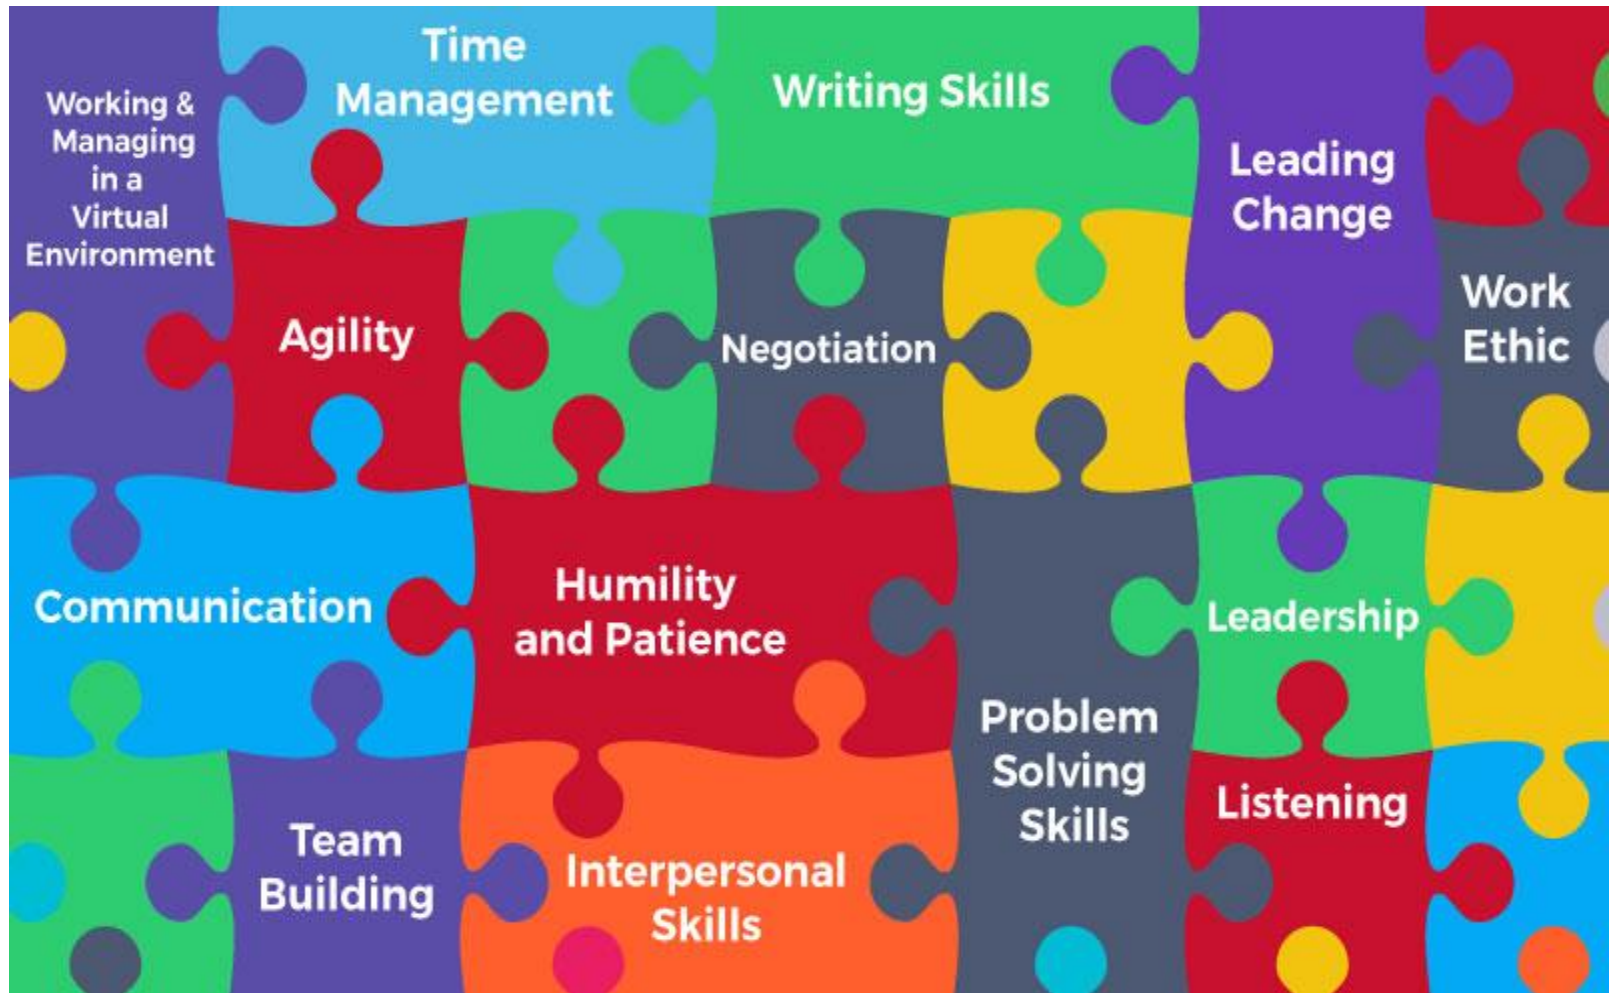 Working &
Managing
in a
Virtual
Environment
Time
Management
Writing Skills
Leading
Change
Work
Ethic
Agility
Negotiation
Communication
Humility
and Patience
Leadership
Problem
Solving
Skills
Listening
Team
Building
Interpersonal
Skills